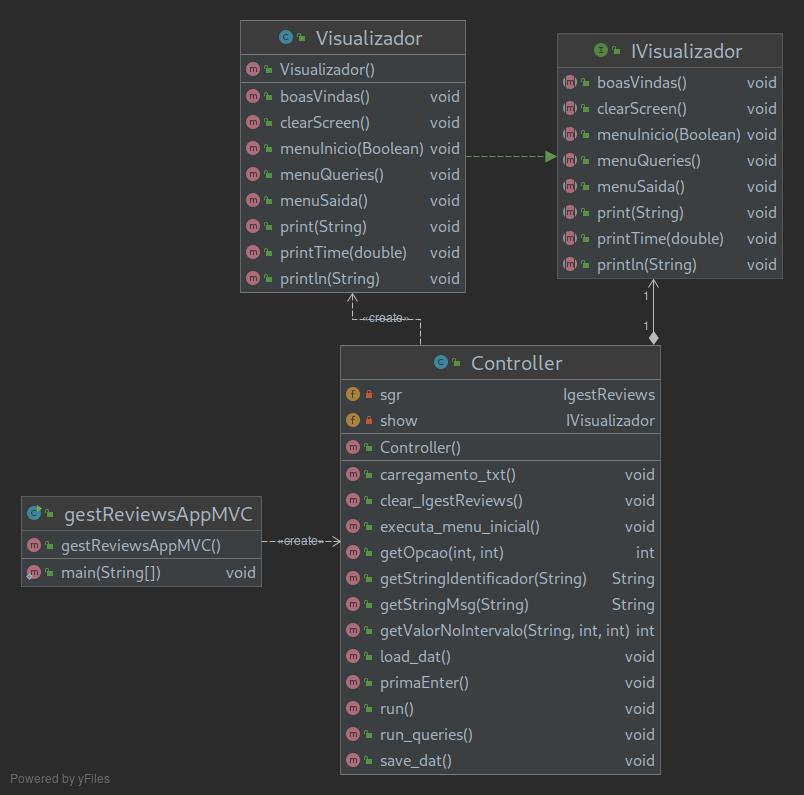 Visualizador
Visualizador()
boasVindas() void
clearScreen() void
menuInicio(Boolean) void
menuQueries() void
menuSaida() void
print(String) void
printTime(double) void
println(String) void
IVisualizador
boasVindas() void
clearScreen() void
menuInicio(Boolean) void
menuQueries() void
menuSaida() void
print(String) void
printTime(double) void
println(String) void
1
1
«create»
Controller
sgr IgestReviews
show IVisualizador
Controller()
carregamento_txt() void
clear_IgestReviews() void
executa_menu_inicial() void
getOpcao(int, int) int
getStringIdentificador(String) String
getStringMsg(String) String
getValorNoIntervalo(String, int, int) int
load_dat() void
primaEnter() void
run() void
run_queries() void
save_dat() void
gestReviewsAppMVC
gestReviewsAppMVC()
main(String[]) void
«create»
Powered by yFiles